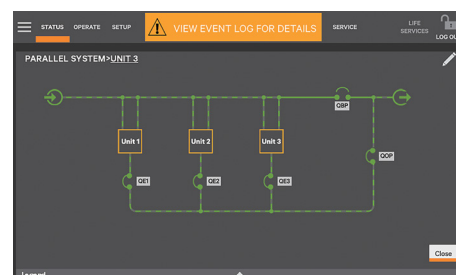 STATUS OPERATE SETUP VIEW EVENT LOG FOR DETAILS SERVICE LIFE SERVICES LOG OU
PARALLEL SYSTEM>UNIT 3
QBP
Unit 1 Unit 2 Unit 3
QOP
QE1 QE2 QE3
Close